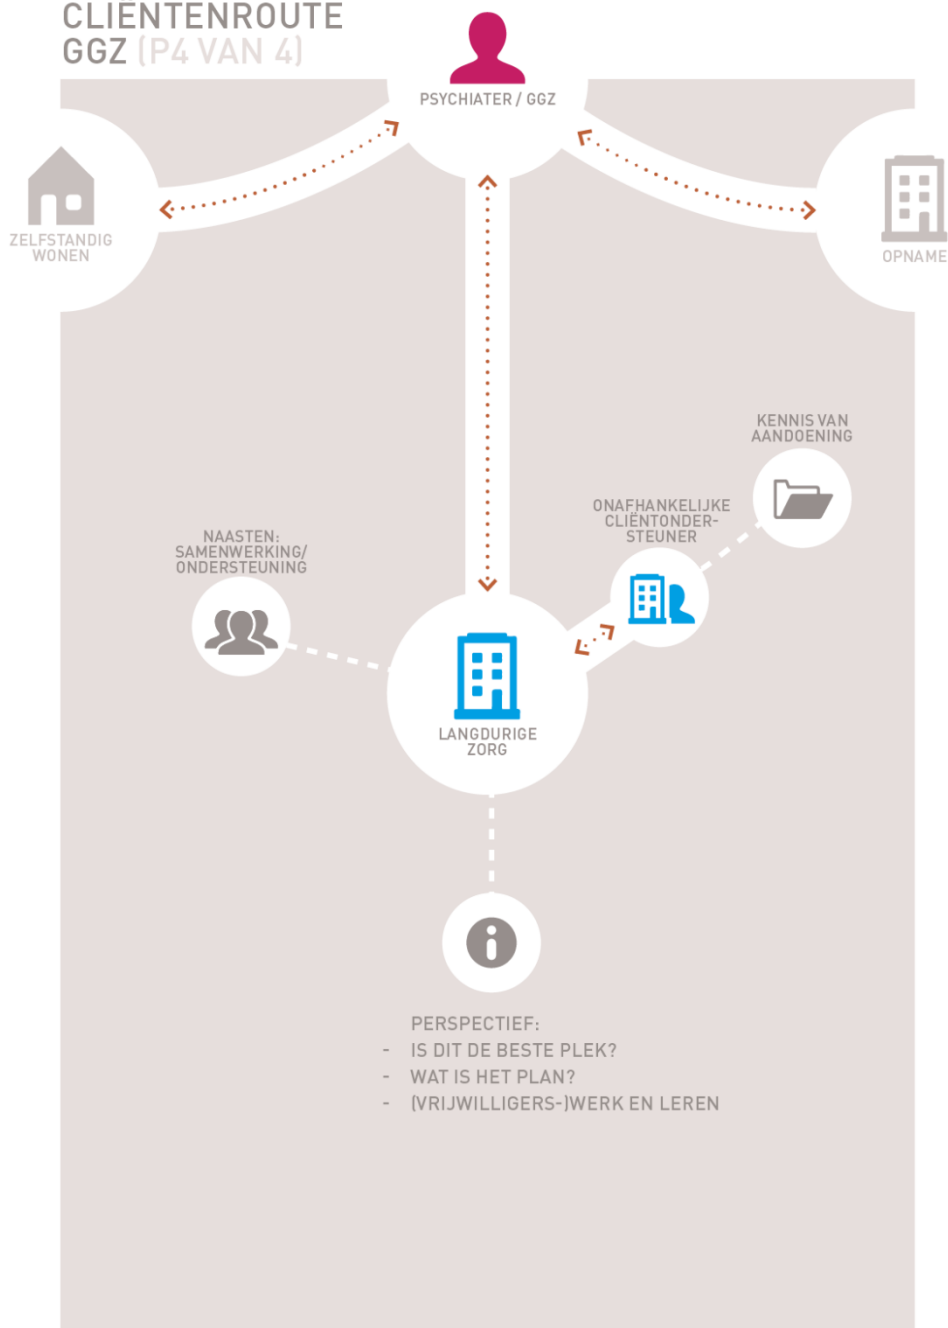 CLIËNTENROUTE
GGZ (P4 VAN 4)
PSYCHIATER / GGZ
ZELFSTANDIG
WONEN
OPNAME
KENNIS VAN
AANDOENING
ONAFHANKELIJKE
CLIËNTONDER-
STEUNER
NAASTEN:
SAMENWERKING/
ONDERSTEUNING
LANGDURIGE
ZORG
PERSPECTIEF:
- IS DIT DE BESTE PLEK?
- WAT IS HET PLAN?
- (VRIJWILLIGERS-)WERK EN LEREN